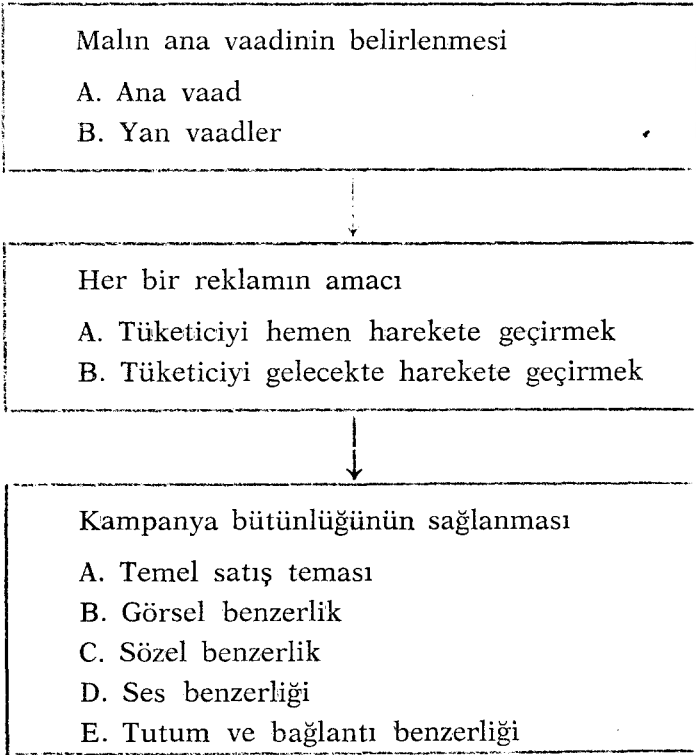 Malın ana vaadinin belirlenmesi
A. Ana vaad
B. Yan vaadler
Her bir reklamın amacı
A. Tüketiciyi hemen harekete geçirmek
B. Tüketiciyi gelecekte harekete geçirmek
Kampanya bütünlüğünün sağlanması
A. Temel satış teması
B. Görsel benzerlik
C. Sözel benzerlik
D. Ses benzerliği
E. Tutum ve bağlantı benzerliği